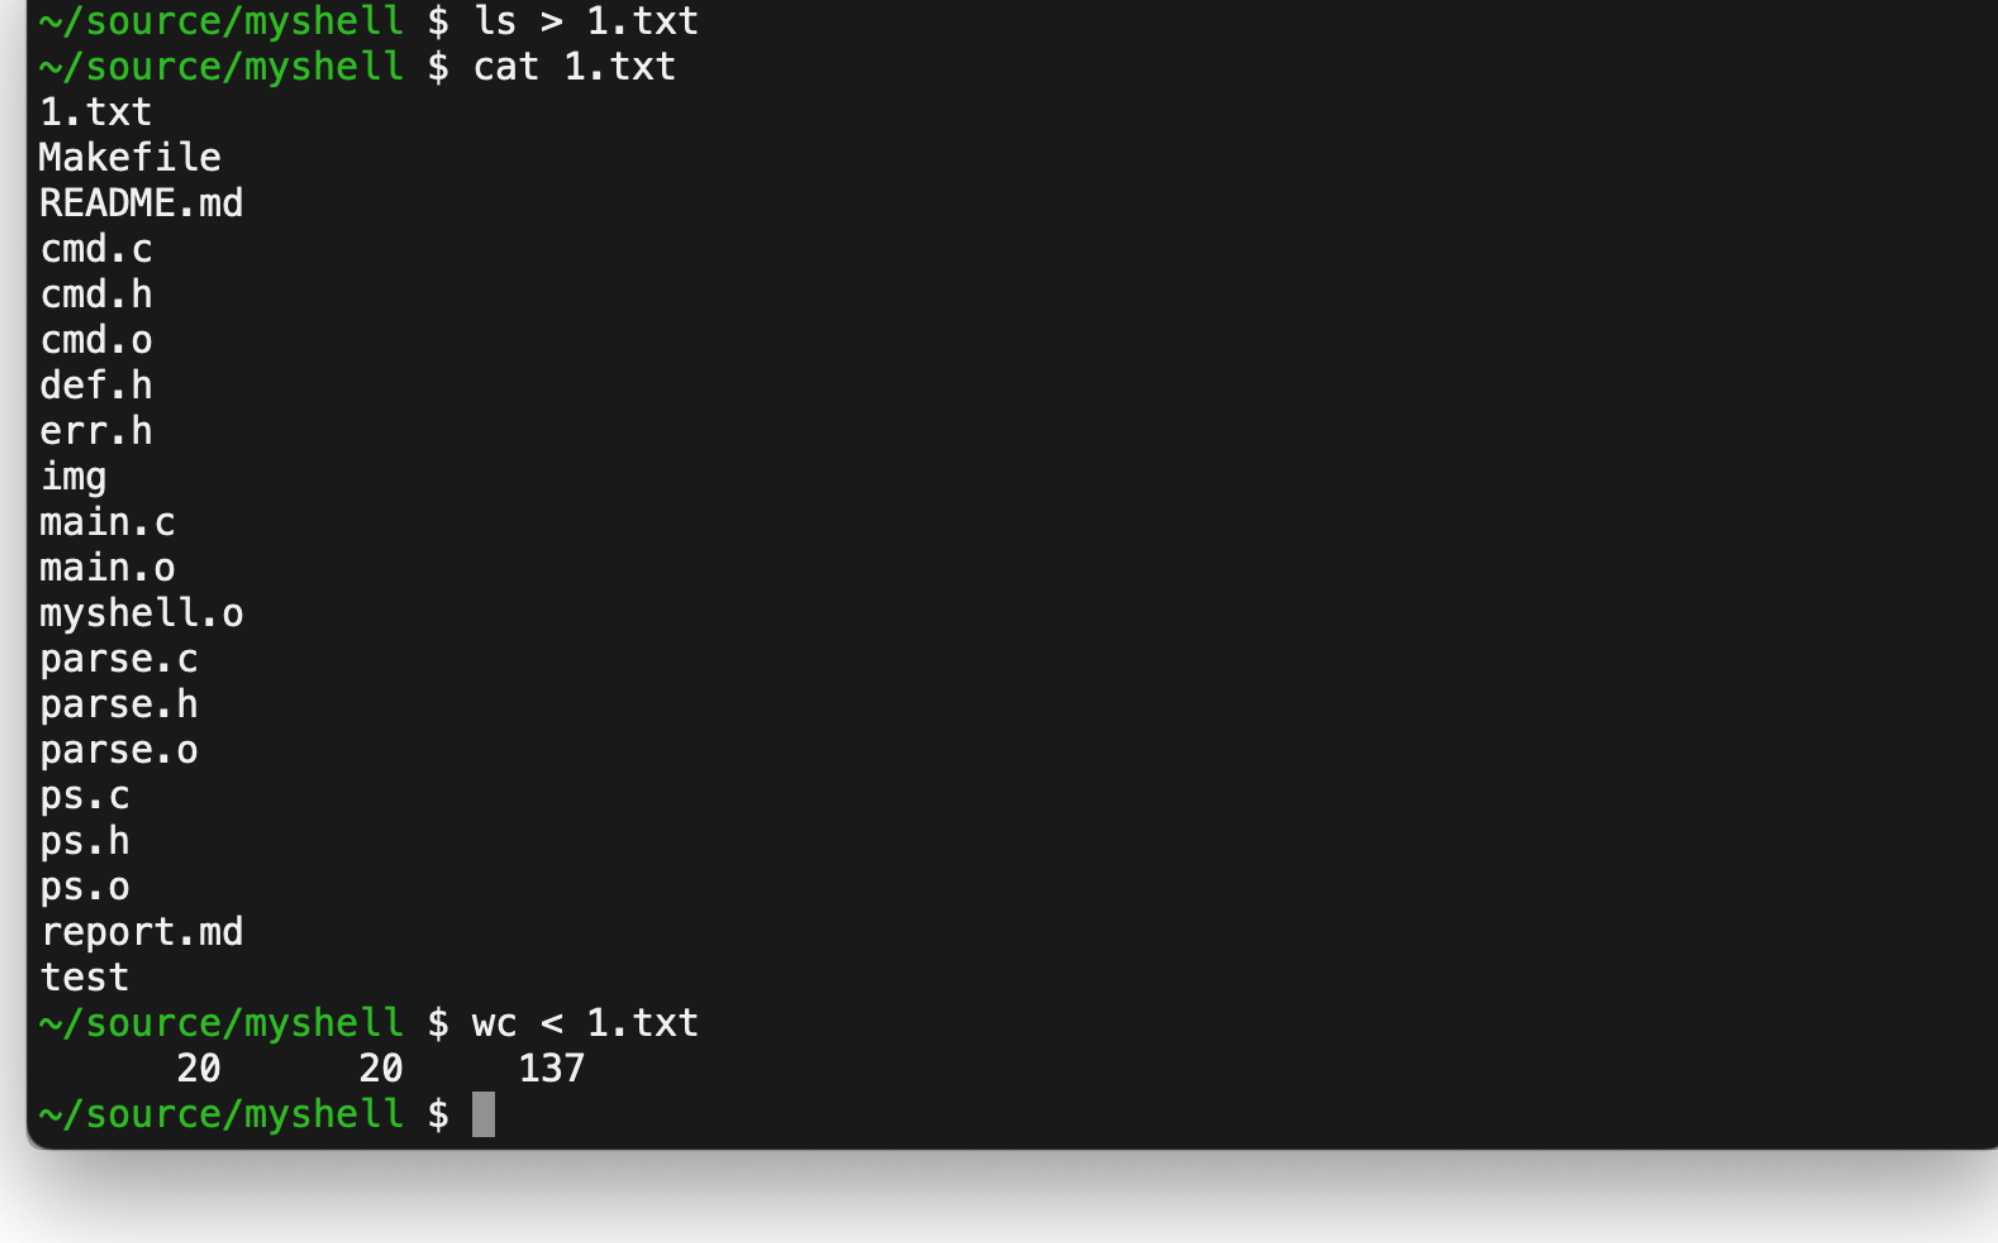 ~/source/myshell $ ls > 1.txt
~/source/myshell $ cat 1.txt
1.txt
Makefile
README.md
cmd.c
cmd.h
cmd.o
def.h
err.h
img
main.c
main.o
myshell.o
parse.c
parse.h
parse.o
ps.c
ps.h
ps.o
report.md
test
~/source/myshell $ wc < 1.txt
      20      20     137
~/source/myshell $